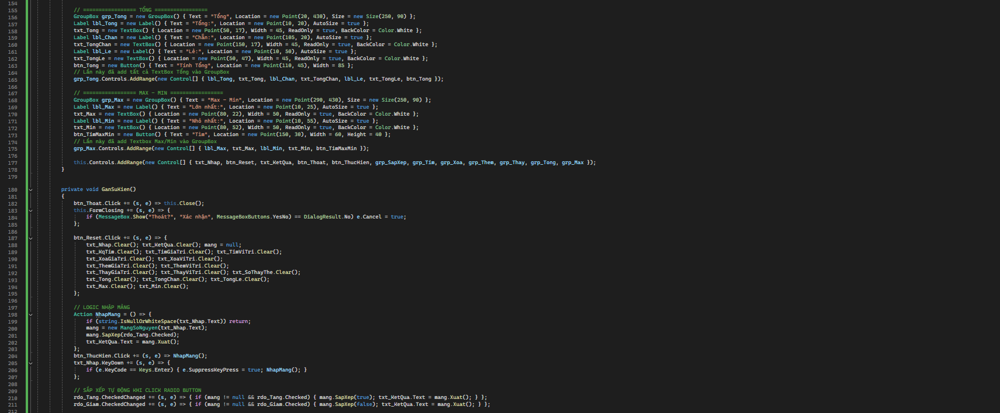 154
155 // ================= TỔNG =================
156 GroupBox grp_Tong = new GroupBox() { Text = "Tổng", Location = new Point(20, 430), Size = new Size(250, 90) };
157 Label lbl_Tong = new Label() { Text = "Tổng:", Location = new Point(10, 20), AutoSize = true };
158 txt_Tong = new TextBox() { Location = new Point(50, 17), Width = 45, ReadOnly = true, BackColor = Color.White };
159 Label lbl_Chan = new Label() { Text = "Chẵn:", Location = new Point(105, 20), AutoSize = true };
160 txt_TongChan = new TextBox() { Location = new Point(150, 17), Width = 45, ReadOnly = true, BackColor = Color.White };
161 Label lbl_Le = new Label() { Text = "Lẻ:", Location = new Point(10, 50), AutoSize = true };
162 txt_TongLe = new TextBox() { Location = new Point(50, 47), Width = 45, ReadOnly = true, BackColor = Color.White };
163 btn_Tong = new Button() { Text = "Tính Tổng", Location = new Point(110, 45), Width = 85 };
164 // Lần này đã add tất cả TextBox Tổng vào GroupBox
165 grp_Tong.Controls.AddRange(new Control[] { lbl_Tong, txt_Tong, lbl_Chan, txt_TongChan, lbl_Le, txt_TongLe, btn_Tong });
166
167 // ================= MAX - MIN =================
168 GroupBox grp_Max = new GroupBox() { Text = "Max - Min", Location = new Point(290, 430), Size = new Size(250, 90) };
169 Label lbl_Max = new Label() { Text = "Lớn nhất:", Location = new Point(10, 25), AutoSize = true };
170 txt_Max = new TextBox() { Location = new Point(80, 22), Width = 50, ReadOnly = true, BackColor = Color.White };
171 Label lbl_Min = new Label() { Text = "Nhỏ nhất:", Location = new Point(10, 55), AutoSize = true };
172 txt_Min = new TextBox() { Location = new Point(80, 52), Width = 50, ReadOnly = true, BackColor = Color.White };
173 btn_TimMaxMin = new Button() { Text = "Tìm", Location = new Point(150, 30), Width = 60, Height = 40 };
174 // Lần này đã add Textbox Max/Min vào GroupBox
175 grp_Max.Controls.AddRange(new Control[] { lbl_Max, txt_Max, lbl_Min, txt_Min, btn_TimMaxMin });
176
177 this.Controls.AddRange(new Control[] { txt_Nhap, btn_Reset, txt_KetQua, btn_Thoat, btn_ThucHien, grp_SapXep, grp_Tim, grp_Xoa, grp_Them, grp_Thay, grp_Tong, grp_Max });
178 }
179
180 private void GanSuKien()
181 {
182 btn_Thoat.Click += (s, e) => this.Close();
183 this.FormClosing += (s, e) => {
184 if (MessageBox.Show("Thoát?", "Xác nhận", MessageBoxButtons.YesNo) == DialogResult.No) e.Cancel = true;
185 };
186
187 btn_Reset.Click += (s, e) => {
188 txt_Nhap.Clear(); txt_KetQua.Clear(); mang = null;
189 txt_KqTim.Clear(); txt_TimGiaTri.Clear(); txt_TimViTri.Clear();
190 txt_XoaGiaTri.Clear(); txt_XoaViTri.Clear();
191 txt_ThemGiaTri.Clear(); txt_ThemViTri.Clear();
192 txt_ThayGiaTri.Clear(); txt_ThayViTri.Clear(); txt_SoThayThe.Clear();
193 txt_Tong.Clear(); txt_TongChan.Clear(); txt_TongLe.Clear();
194 txt_Max.Clear(); txt_Min.Clear();
195 };
196
197 // LOGIC NHẬP MẢNG
198 Action NhapMang = () => {
199 if (string.IsNullOrWhiteSpace(txt_Nhap.Text)) return;
200 mang = new MangSoNguyen(txt_Nhap.Text);
201 mang.SapXep(rdo_Tang.Checked);
202 txt_KetQua.Text = mang.Xuat();
203 };
204 btn_ThucHien.Click += (s, e) => NhapMang();
205 txt_Nhap.KeyDown += (s, e) => {
206 if (e.KeyCode == Keys.Enter) { e.SuppressKeyPress = true; NhapMang(); }
207 };
208
209 // SẮP XẾP TỰ ĐỘNG KHI CLICK RADIO BUTTON
210 rdo_Tang.CheckedChanged += (s, e) => { if (mang != null && rdo_Tang.Checked) { mang.SapXep(true); txt_KetQua.Text = mang.Xuat(); } };
211 rdo_Giam.CheckedChanged += (s, e) => { if (mang != null && rdo_Giam.Checked) { mang.SapXep(false); txt_KetQua.Text = mang.Xuat(); } };
212